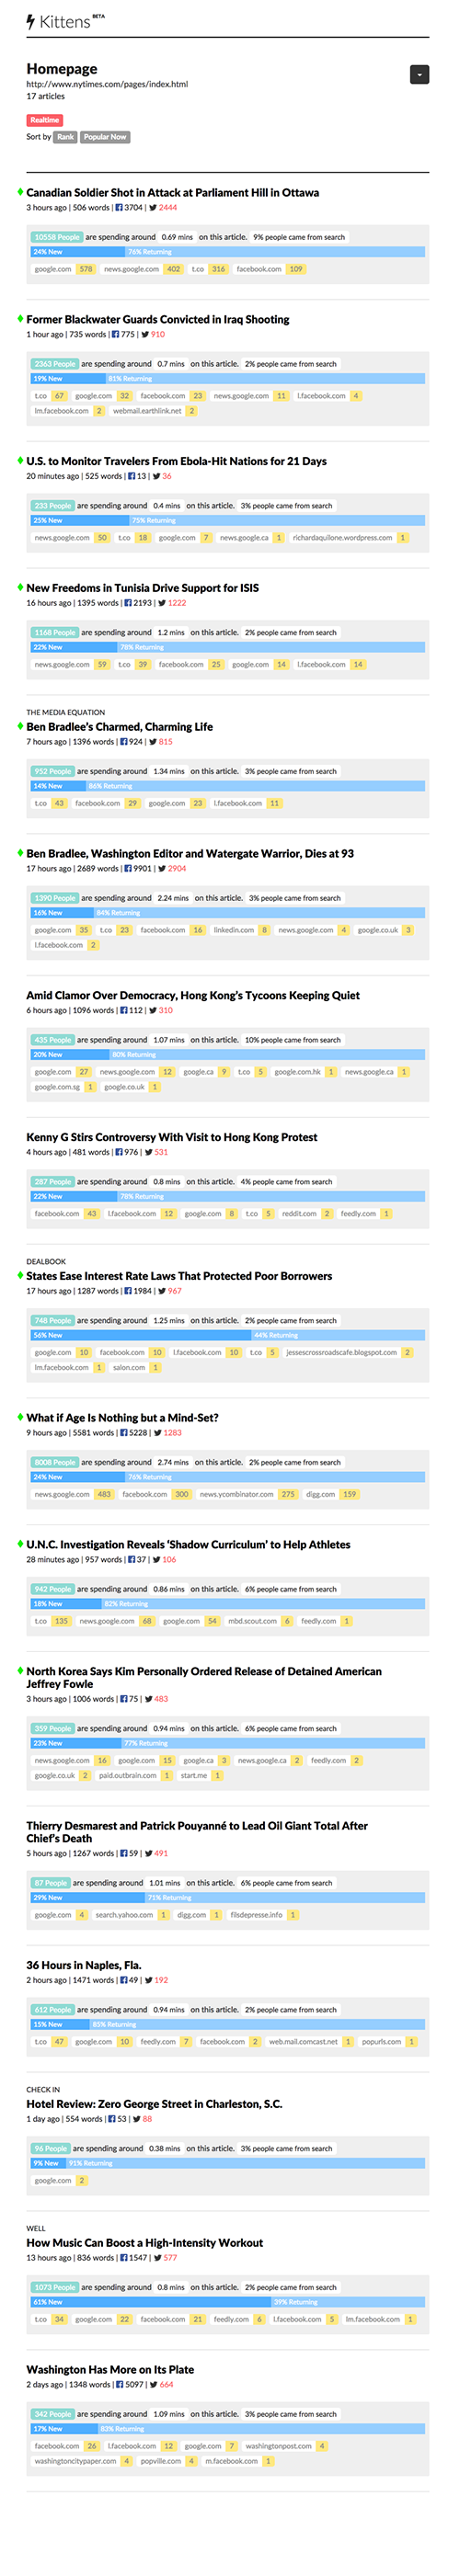 Kittens BETA
Homepage
http://www.nytimes.com/pages/index.html
17 articles
Realtime
Sort by Rank Popular Now
Canadian Soldier Shot in Attack at Parliament Hill in Ottawa
3 hours ago | 506 words | 3704 | 2444
10558 People are spending around 0.69 mins on this article. 9% people came from search
24% New 76% Returning
google.com 578 news.google.com 402 t.co 316 facebook.com 109
Former Blackwater Guards Convicted in Iraq Shooting
1 hour ago | 735 words | 775 | 910
2363 People are spending around 0.7 mins on this article. 2% people came from search
19% New 81% Returning
t.co 67 google.com 32 facebook.com 23 news.google.com 11 l.facebook.com 4
lm.facebook.com 2 webmail.earthlink.net 2
U.S. to Monitor Travelers From Ebola-Hit Nations for 21 Days
20 minutes ago | 525 words | 13 | 36
233 People are spending around 0.4 mins on this article. 3% people came from search
25% New 75% Returning
news.google.com 50 t.co 18 google.com 7 news.google.ca 1 richardaquilone.wordpress.com 1
New Freedoms in Tunisia Drive Support for ISIS
16 hours ago | 1395 words | 2193 | 1222
1168 People are spending around 1.2 mins on this article. 2% people came from search
22% New 78% Returning
news.google.com 59 t.co 39 facebook.com 25 google.com 14 l.facebook.com 14
THE MEDIA EQUATION
Ben Bradlee's Charmed, Charming Life
7 hours ago | 1396 words | 924 | 815
952 People are spending around 1.34 mins on this article. 3% people came from search
14% New 86% Returning
t.co 43 facebook.com 29 google.com 23 l.facebook.com 11
Ben Bradlee, Washington Editor and Watergate Warrior, Dies at 93
17 hours ago | 2689 words | 9901 | 2904
1390 People are spending around 2.24 mins on this article. 3% people came from search
16% New 84% Returning
google.com 35 t.co 23 facebook.com 16 linkedin.com 8 news.google.com 4 google.co.uk 3
l.facebook.com 2
Amid Clamor Over Democracy, Hong Kong's Tycoons Keeping Quiet
6 hours ago | 1096 words | 112 | 310
435 People are spending around 1.07 mins on this article. 10% people came from search
20% New 80% Returning
google.com 27 news.google.com 12 google.ca 9 t.co 5 google.com.hk 1 news.google.ca 1
google.com.sg 1 google.co.uk 1
Kenny G Stirs Controversy With Visit to Hong Kong Protest
4 hours ago | 481 words | 976 | 531
287 People are spending around 0.8 mins on this article. 4% people came from search
22% New 78% Returning
facebook.com 43 l.facebook.com 12 google.com 8 t.co 5 reddit.com 2 feedly.com 1
DEALBOOK
States Ease Interest Rate Laws That Protected Poor Borrowers
17 hours ago | 1287 words | 1984 | 967
748 People are spending around 1.25 mins on this article. 2% people came from search
56% New 44% Returning
google.com 10 facebook.com 10 l.facebook.com 10 t.co 5 jessescrossroadscafe.blogspot.com 2
lm.facebook.com 1 salon.com 1
What if Age Is Nothing but a Mind-Set?
9 hours ago | 5581 words | 5228 | 1283
8008 People are spending around 2.74 mins on this article. 2% people came from search
24% New 76% Returning
news.google.com 483 facebook.com 300 news.ycombinator.com 275 digg.com 159
U.N.C. Investigation Reveals 'Shadow Curriculum' to Help Athletes
28 minutes ago | 957 words | 37 | 106
942 People are spending around 0.86 mins on this article. 6% people came from search
18% New 82% Returning
t.co 135 news.google.com 68 google.com 54 mbd.scout.com 6 feedly.com 1
North Korea Says Kim Personally Ordered Release of Detained American
Jeffrey Fowle
3 hours ago | 1006 words | 75 | 483
359 People are spending around 0.94 mins on this article. 6% people came from search
23% New 77% Returning
news.google.com 16 google.com 15 google.ca 3 news.google.ca 2 feedly.com 2
google.co.uk 2 paid.outbrain.com 1 start.me 1
Thierry Desmarest and Patrick Pouyanné to Lead Oil Giant Total After
Chief's Death
5 hours ago | 1267 words | 59 | 491
87 People are spending around 1.01 mins on this article. 6% people came from search
29% New 71% Returning
google.com 4 search.yahoo.com 1 digg.com 1 filsdepresse.info 1
36 Hours in Naples, Fla.
2 hours ago | 1471 words | 49 | 192
612 People are spending around 0.94 mins on this article. 2% people came from search
15% New 85% Returning
t.co 47 google.com 10 feedly.com 7 facebook.com 2 web.mail.comcast.net 1 popurls.com 1
CHECK IN
Hotel Review: Zero George Street in Charleston, S.C.
1 day ago | 554 words | 53 | 88
96 People are spending around 0.38 mins on this article. 3% people came from search
9% New 91% Returning
google.com 2
WELL
How Music Can Boost a High-Intensity Workout
13 hours ago | 836 words | 1547 | 577
1073 People are spending around 0.8 mins on this article. 2% people came from search
61% New 39% Returning
t.co 34 google.com 22 facebook.com 21 feedly.com 6 l.facebook.com 5 lm.facebook.com 1
Washington Has More on Its Plate
2 days ago | 1348 words | 5097 | 664
342 People are spending around 1.09 mins on this article. 3% people came from search
17% New 83% Returning
facebook.com 26 l.facebook.com 12 google.com 7 washingtonpost.com 4
washingtoncitypaper.com 4 popville.com 4 m.facebook.com 1